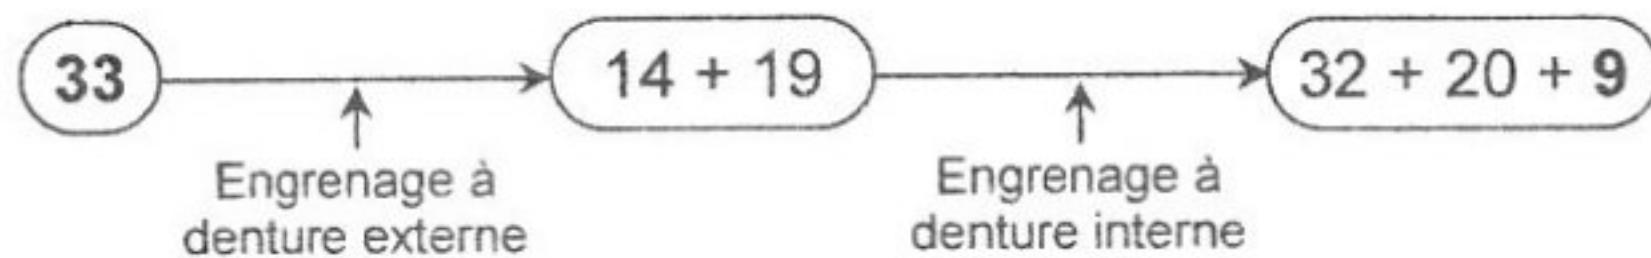 33
14 + 19
32 + 20 + 9
Engrenage à
denture externe
Engrenage à
denture interne